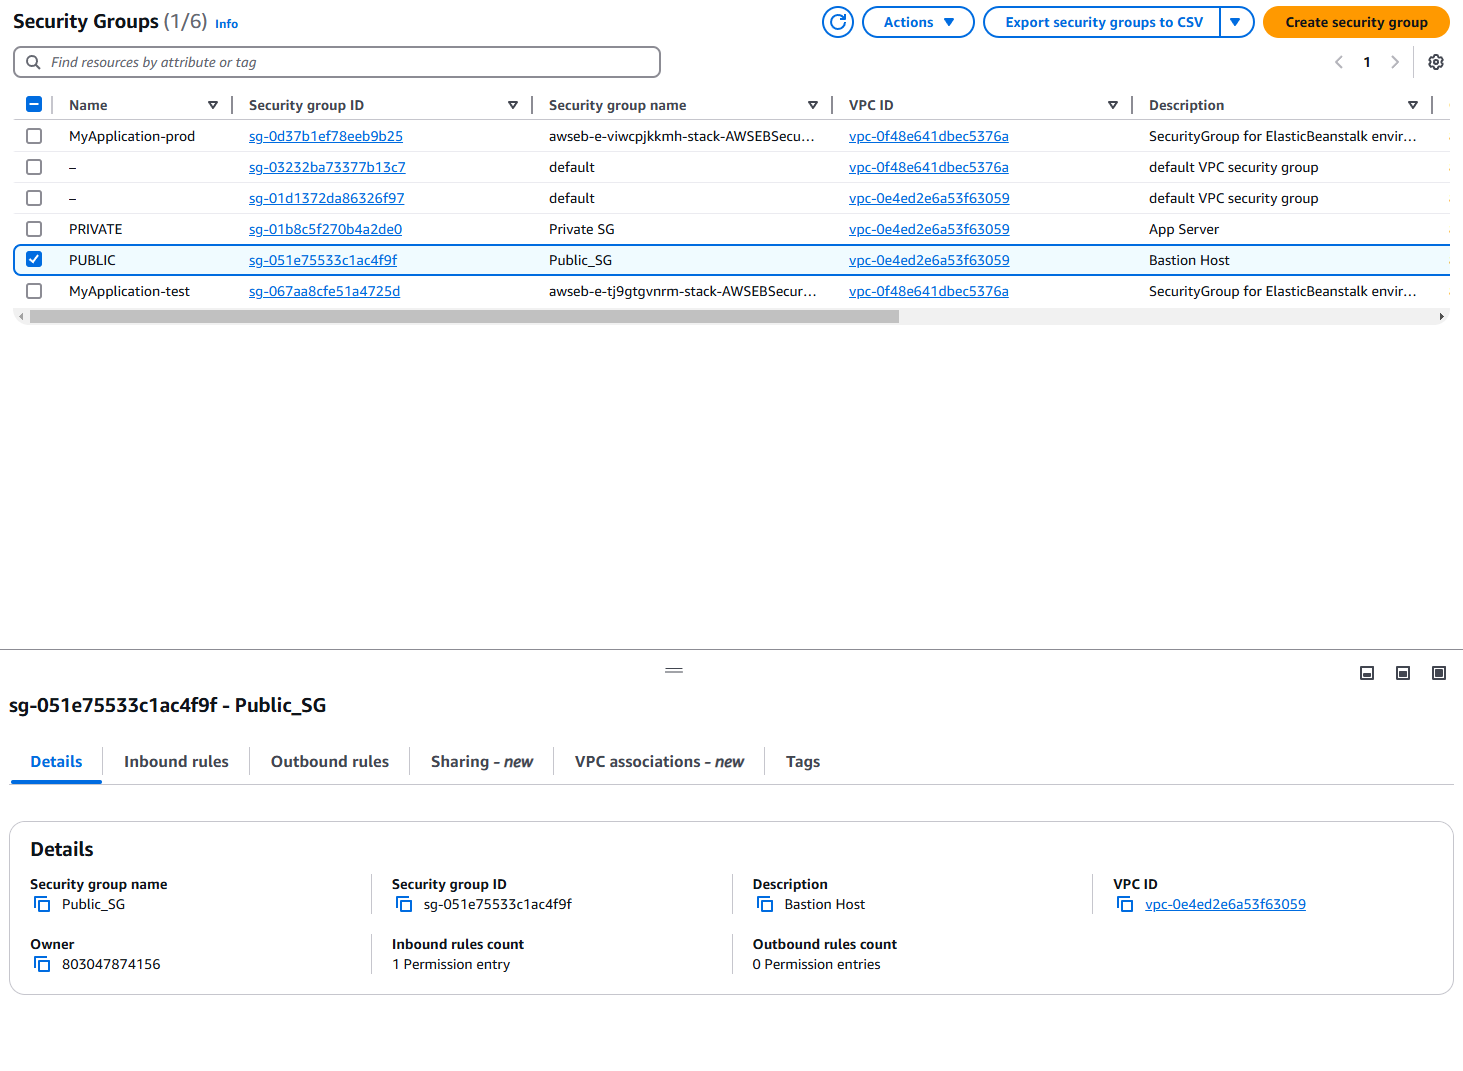 Security Groups (1/6) Info
Actions
Export security groups to CSV
Create security group
Find resources by attribute or tag
1
Name Security group ID Security group name VPC ID Description
MyApplication-prod sg-0d37b1ef78eeb9b25 awseb-e-viwcpjkkmh-stack-AWSEBSecu... vpc-0f48e641dbec5376a SecurityGroup for ElasticBeanstalk envir...
– sg-03232ba73377b13c7 default vpc-0f48e641dbec5376a default VPC security group
– sg-01d1372da86326f97 default vpc-0e4ed2e6a53f63059 default VPC security group
PRIVATE sg-01b8c5f270b4a2de0 Private SG vpc-0e4ed2e6a53f63059 App Server
PUBLIC sg-051e75533c1ac4f9f Public_SG vpc-0e4ed2e6a53f63059 Bastion Host
MyApplication-test sg-067aa8cfe51a4725d awseb-e-tj9gtgvnrm-stack-AWSEBSecur... vpc-0f48e641dbec5376a SecurityGroup for ElasticBeanstalk envir...
sg-051e75533c1ac4f9f - Public_SG
Details Inbound rules Outbound rules Sharing - new VPC associations - new Tags
Details
Security group name Security group ID Description VPC ID
Public_SG sg-051e75533c1ac4f9f Bastion Host vpc-0e4ed2e6a53f63059
Owner Inbound rules count Outbound rules count
803047874156 1 Permission entry 0 Permission entries